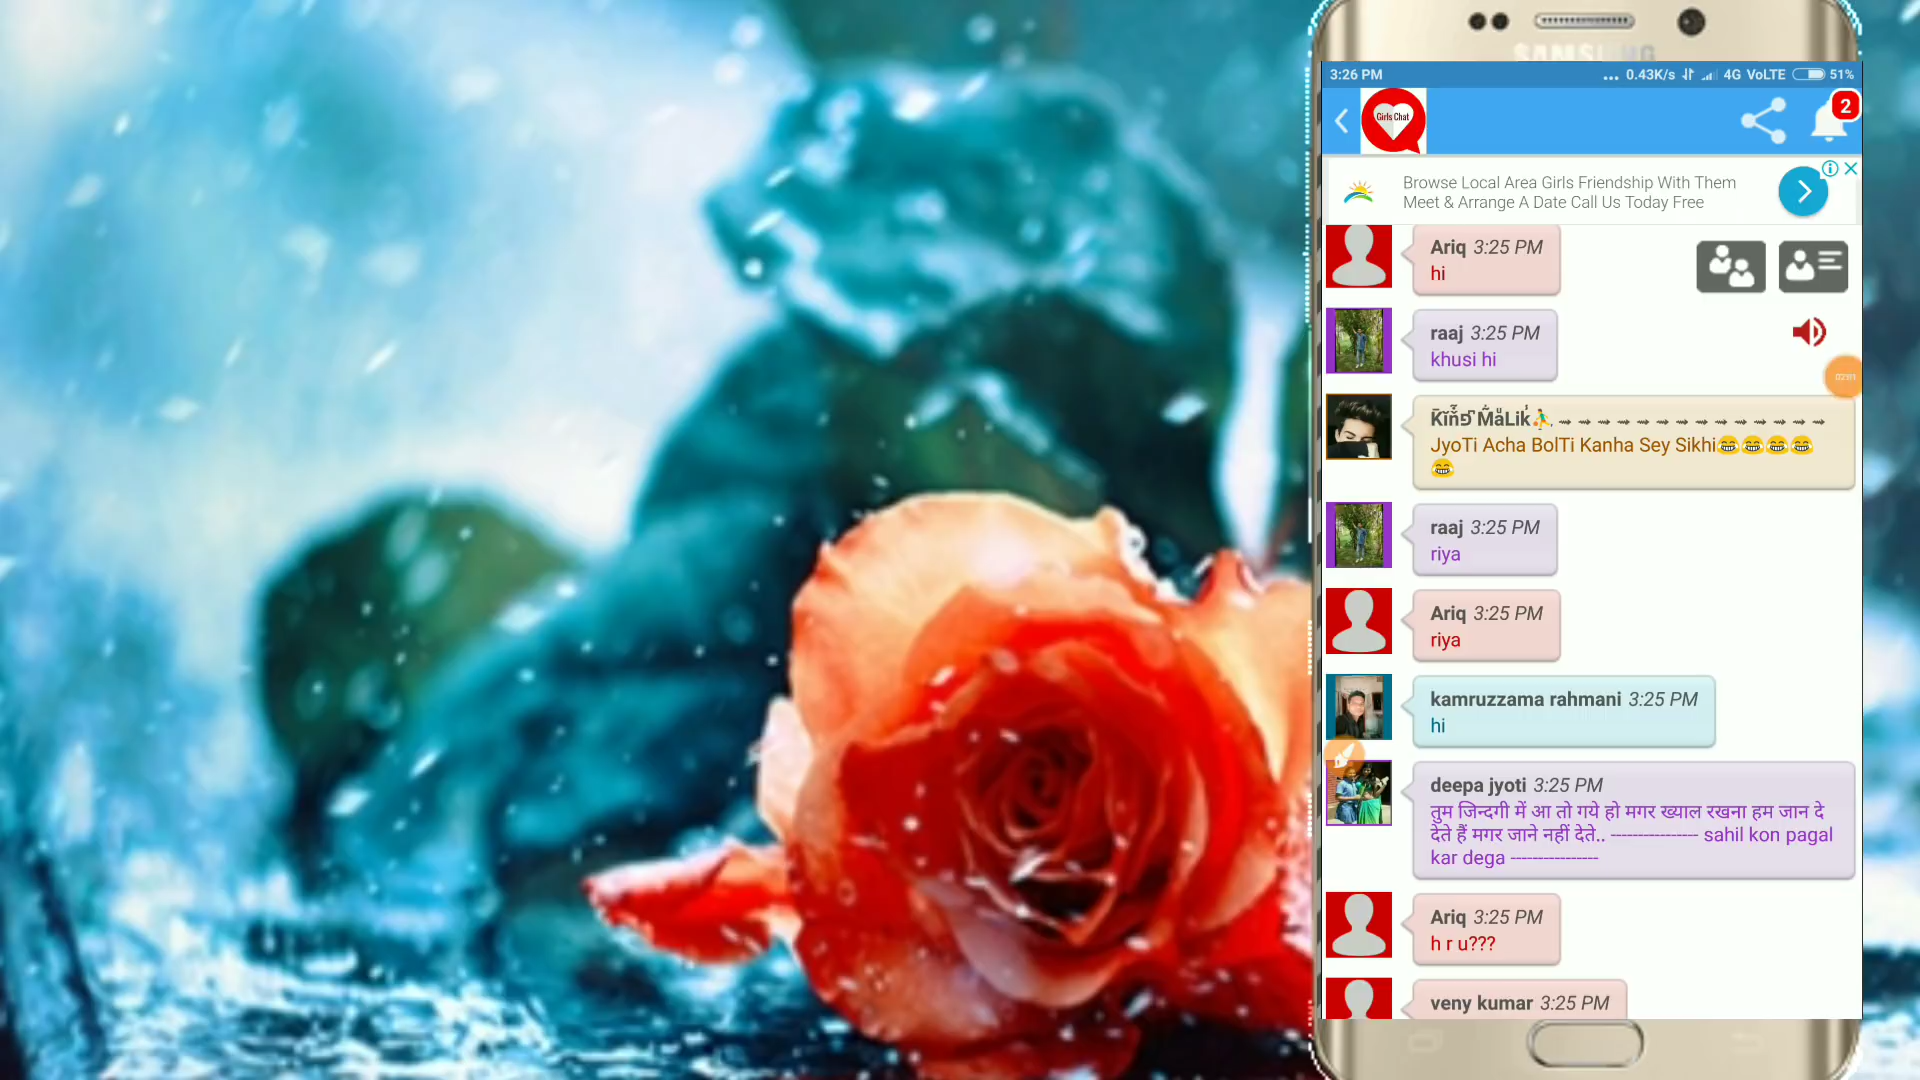 SAMSUNG
3:26 PM
... 0.43K/s 4G VoLTE 51%
Girls Chat
2
Browse Local Area Girls Friendship With Them
Meet & Arrange A Date Call Us Today Free
Ariq 3:25 PM
hi
raaj 3:25 PM
khusi hi
JyoTi Acha BolTi Kanha Sey Sikhi😂😂😂😂
😂
raaj 3:25 PM
riya
Ariq 3:25 PM
riya
kamruzzama rahmani 3:25 PM
hi
deepa jyoti 3:25 PM
तुम जिन्दगी में आ तो गये हो मगर ख्याल रखना हम जान दे
देते हैं मगर जाने नहीं देते.. ---------------- sahil kon pagal
kar dega ----------------
Ariq 3:25 PM
h r u???
veny kumar 3:25 PM